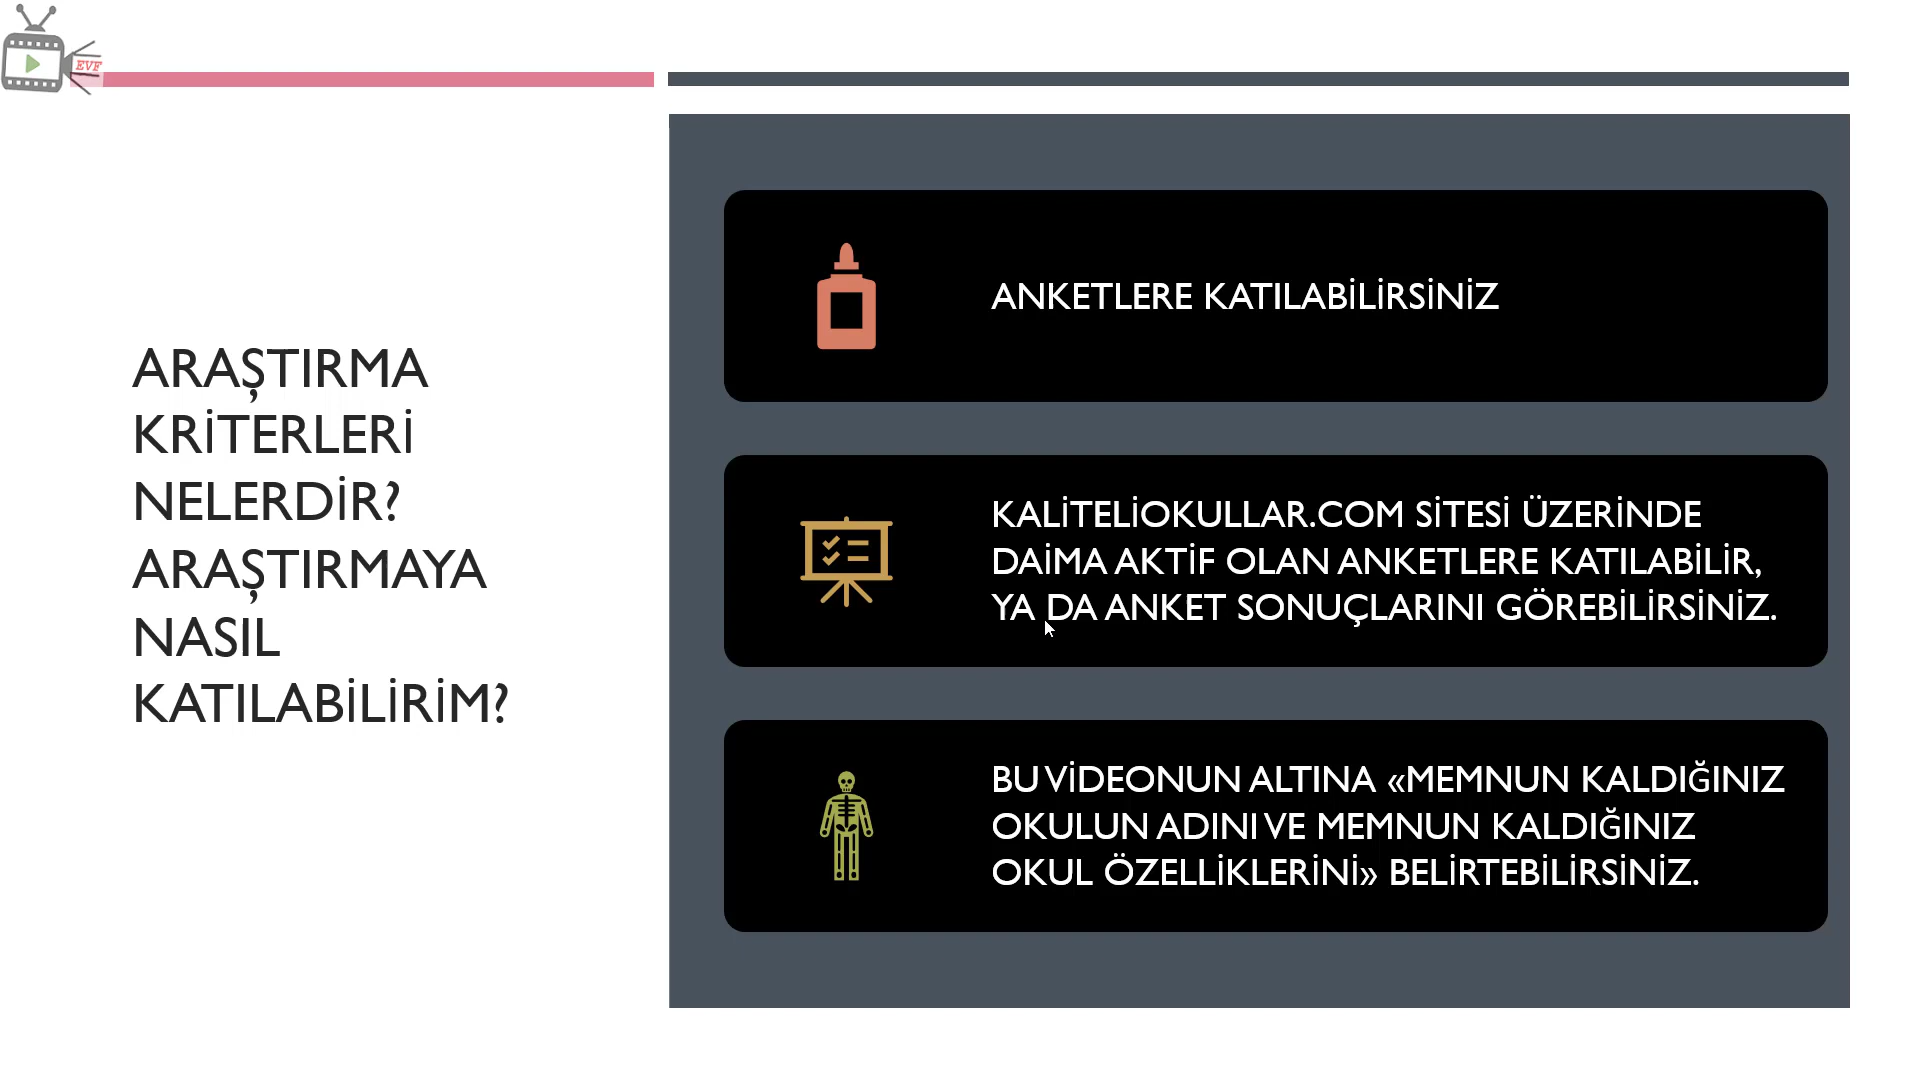 EVF
ARAŞTIRMA
KRİTERLERİ
NELERDİR?
ARAŞTIRMAYA
NASIL
KATILABİLİRİM?
ANKETLERE KATILABİLİRSİNİZ
KALİTELİOKULLAR.COM SİTESİ ÜZERİNDE
DAİMA AKTİF OLAN ANKETLERE KATILABİLİR,
YA DA ANKET SONUÇLARINI GÖREBİLİRSİNİZ.
BU VİDEONUN ALTINA «MEMNUN KALDIĞINIZ
OKULUN ADINI VE MEMNUN KALDIĞINIZ
OKUL ÖZELLİKLERİNİ» BELİRTEBİLİRSİNİZ.